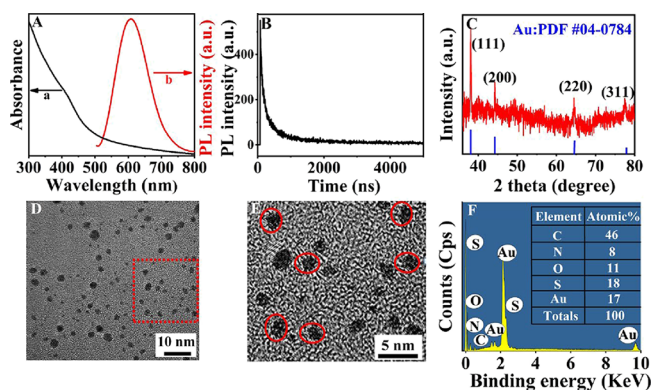 A
Absorbance
a
b
PL intensity (a.u.)
300 400 500 600 700 800
Wavelength (nm)
B
PL intensity (a.u.)
400
200
0
0 2000 4000
Time (ns)
C
Au:PDF #04-0784
Intensity (a.u.)
(111)
(200)
(220)
(311)
40 50 60 70 80
2 theta (degree)
D
10 nm
E
5 nm
F
Counts (Cps)
Element Atomic%
C 46
N 8
O 11
S 18
Au 17
Totals 100
S
Au
S
O
N
C
Au
Au
0 2 4 6 8 10
Binding energy (KeV)